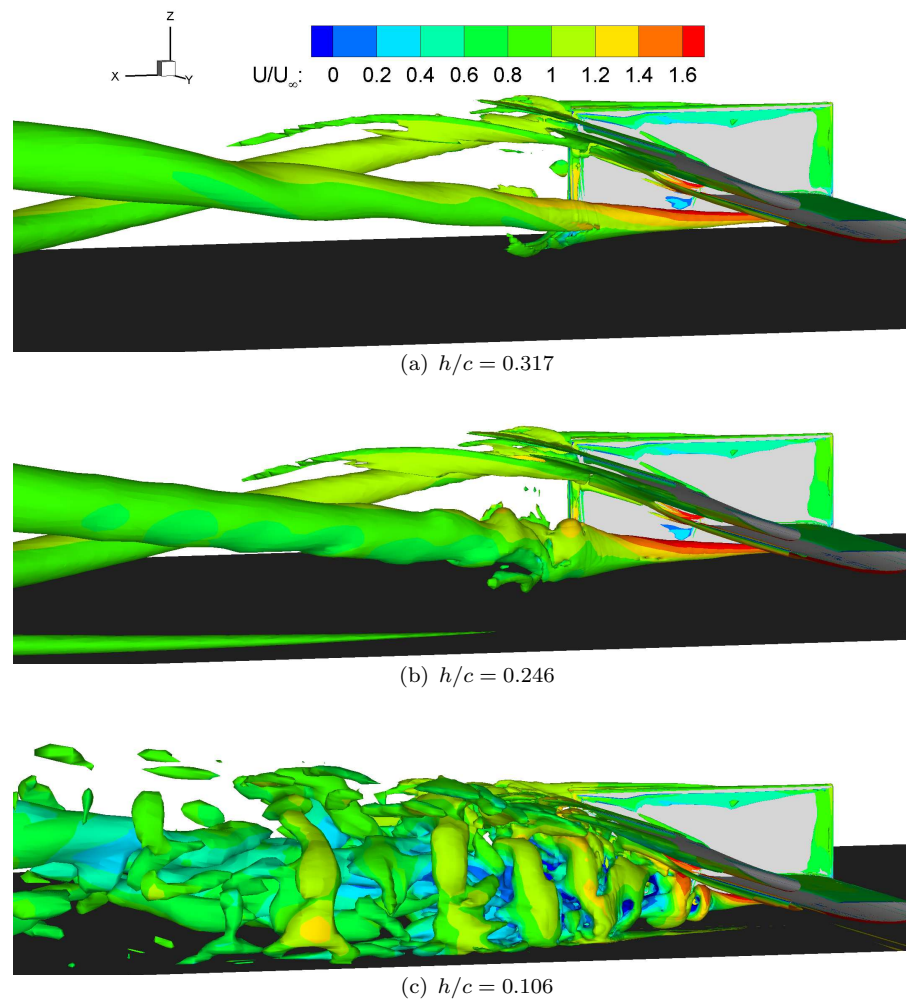 Z
X
Y
U/U∞: 0 0.2 0.4 0.6 0.8 1 1.2 1.4 1.6
(a) h/c = 0.317
(b) h/c = 0.246
(c) h/c = 0.106